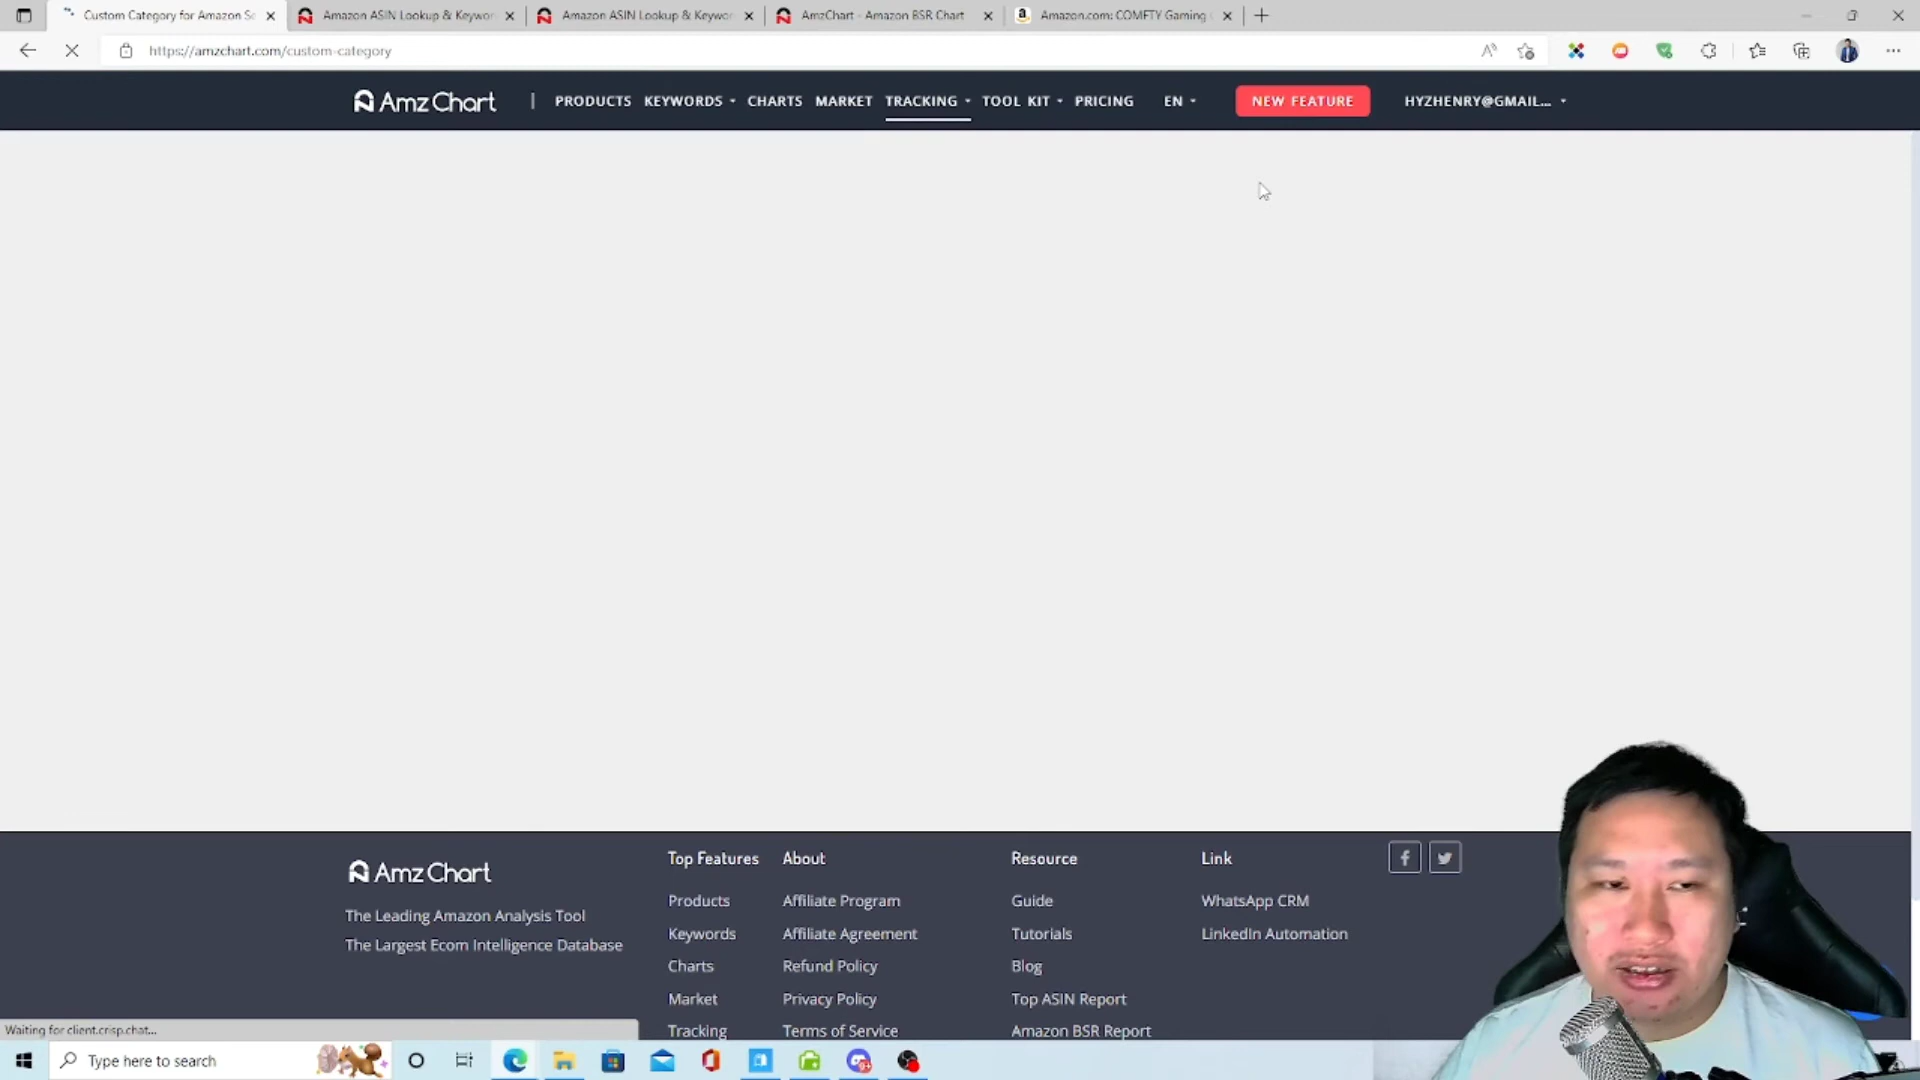 Custom Category for Amazon Se
Amazon ASIN Lookup & Keywor
Amazon ASIN Lookup & Keywor
AmzChart - Amazon BSR Chart
Amazon.com: COMFTY Gaming
https://amzchart.com/custom-category
AmzChart
PRODUCTS
KEYWORDS
CHARTS
MARKET
TRACKING
TOOL KIT
PRICING
EN
NEW FEATURE
HYZHENRY@GMAIL...
AmzChart
The Leading Amazon Analysis Tool
The Largest Ecom Intelligence Database
Top Features
Products
Keywords
Charts
Market
Tracking
About
Affiliate Program
Affiliate Agreement
Refund Policy
Privacy Policy
Terms of Service
Resource
Guide
Tutorials
Blog
Top ASIN Report
Amazon BSR Report
Link
WhatsApp CRM
LinkedIn Automation
Waiting for client.crisp.chat...
Type here to search